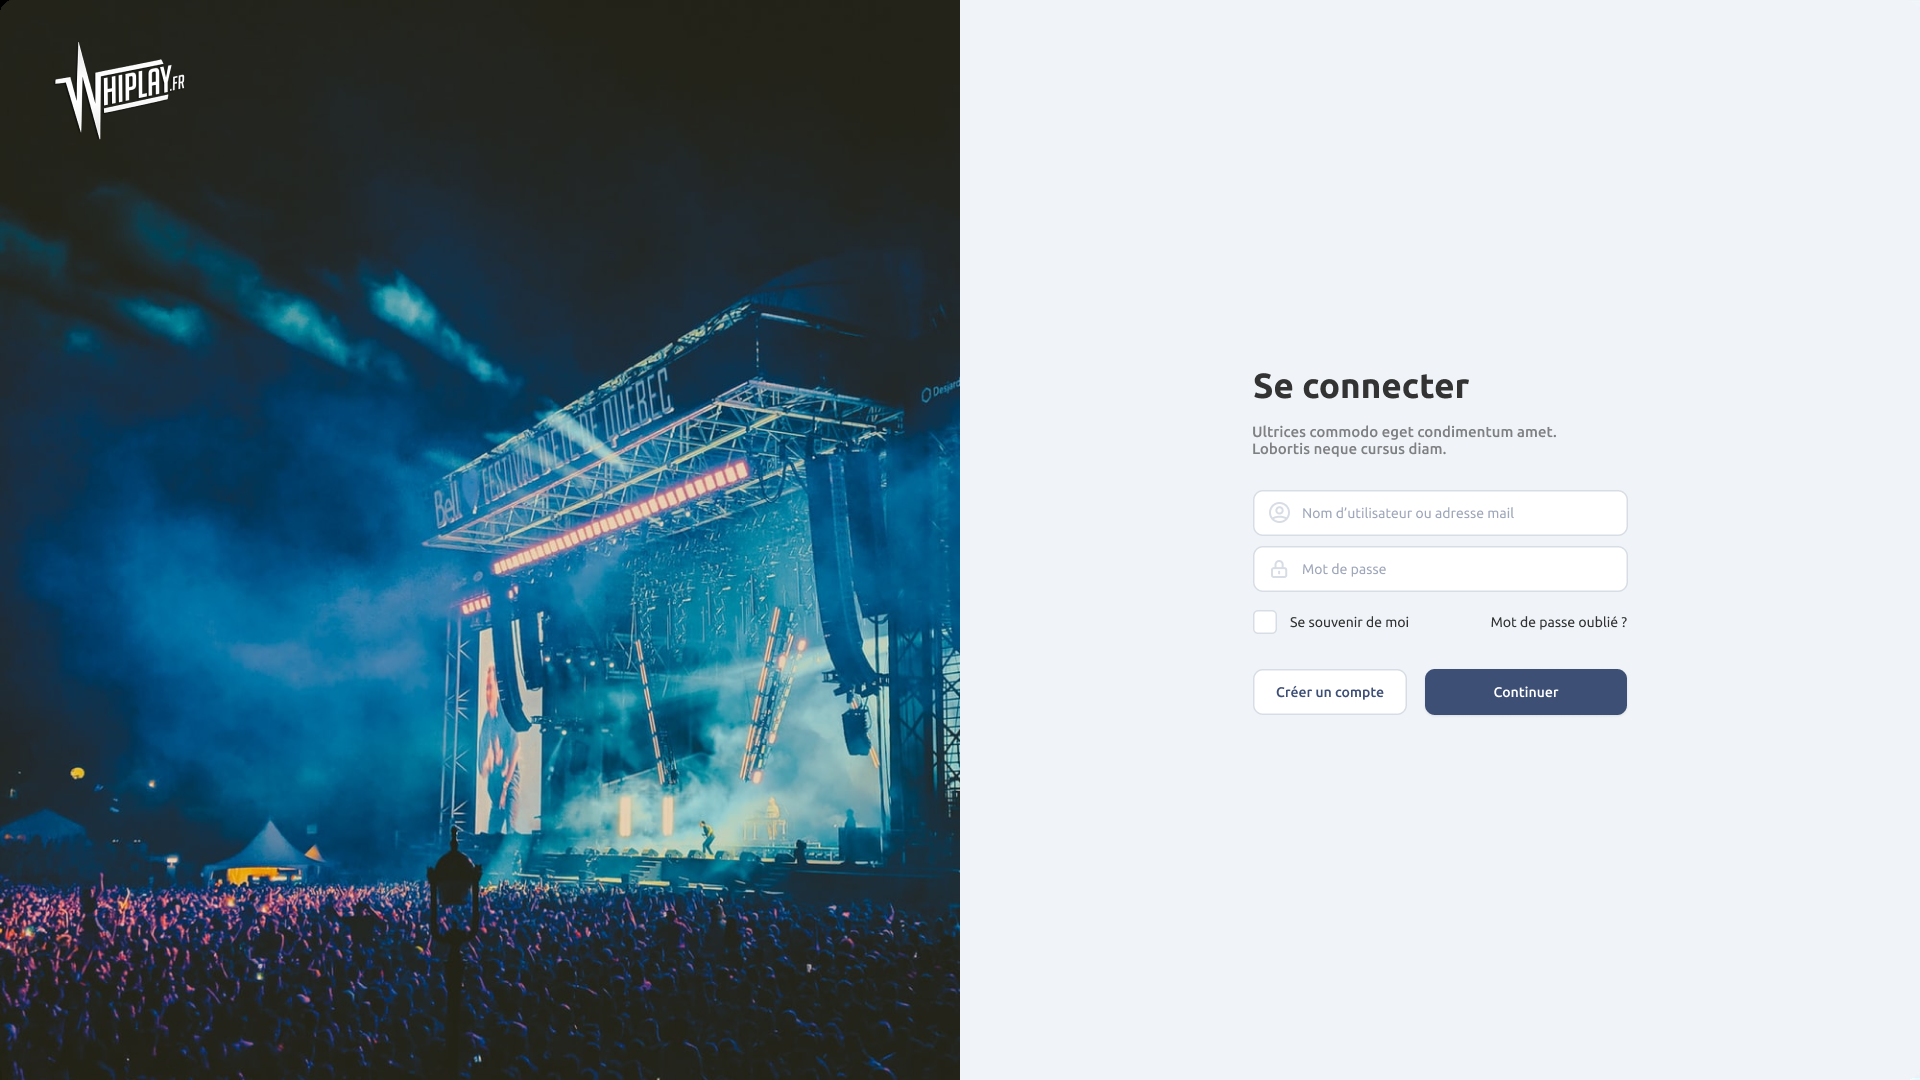 WHIPLAY.FR
Bell FESTIVAL D'ÉTÉ DE QUÉBEC
Se connecter
Ultrices commodo eget condimentum amet.
Lobortis neque cursus diam.
Nom d'utilisateur ou adresse mail
Mot de passe
Se souvenir de moi
Mot de passe oublié ?
Créer un compte
Continuer